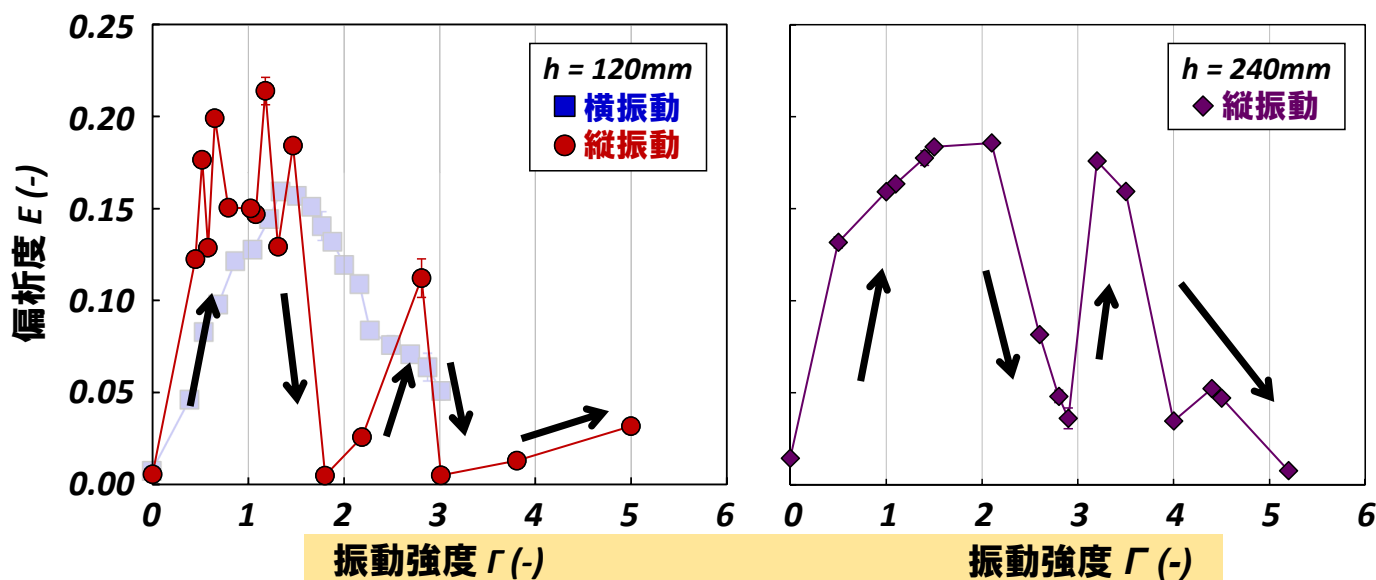 0.25
0.20
0.15
0.10
0.05
0.00
偏析度 E (-)
h = 120mm
横振動
縦振動
0 1 2 3 4 5 6
振動強度 Γ (-)
h = 240mm
縦振動
0 1 2 3 4 5 6
振動強度 Γ (-)